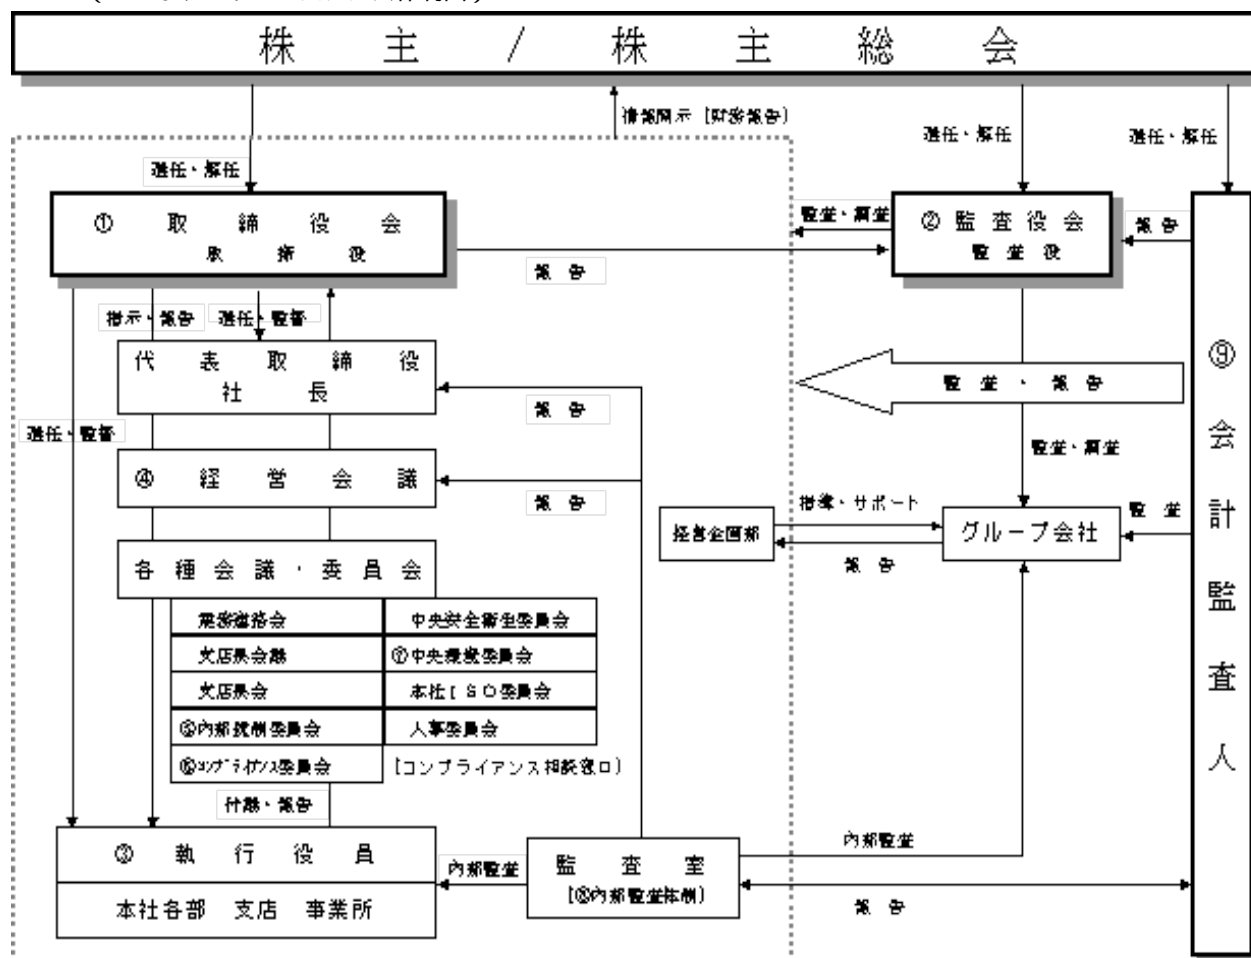 株主/株主総会
情報開示［財務報告］
選任・解任
選任・解任
選任・解任
①取締役会
取締役
監査・調査
②監査役会
監査役
報告
報告
指示・報告
選任・監督
代表取締役
社長
報告
監査・報告
⑨会計監査人
選任・監督
④経営会議
報告
監査・調査
経営企画部
指導・サポート
報告
グループ会社
監査
各種会議・委員会
業務連絡会
中央安全衛生委員会
支店長会議
⑦中央環境委員会
支店長会
本社ISO委員会
⑤内部統制委員会
人事委員会
⑥コンプライアンス委員会
［コンプライアンス相談窓口］
付議・報告
③執行役員
本社各部 支店 事業所
内部監査
監査室
［⑧内部監査体制］
内部監査
報告